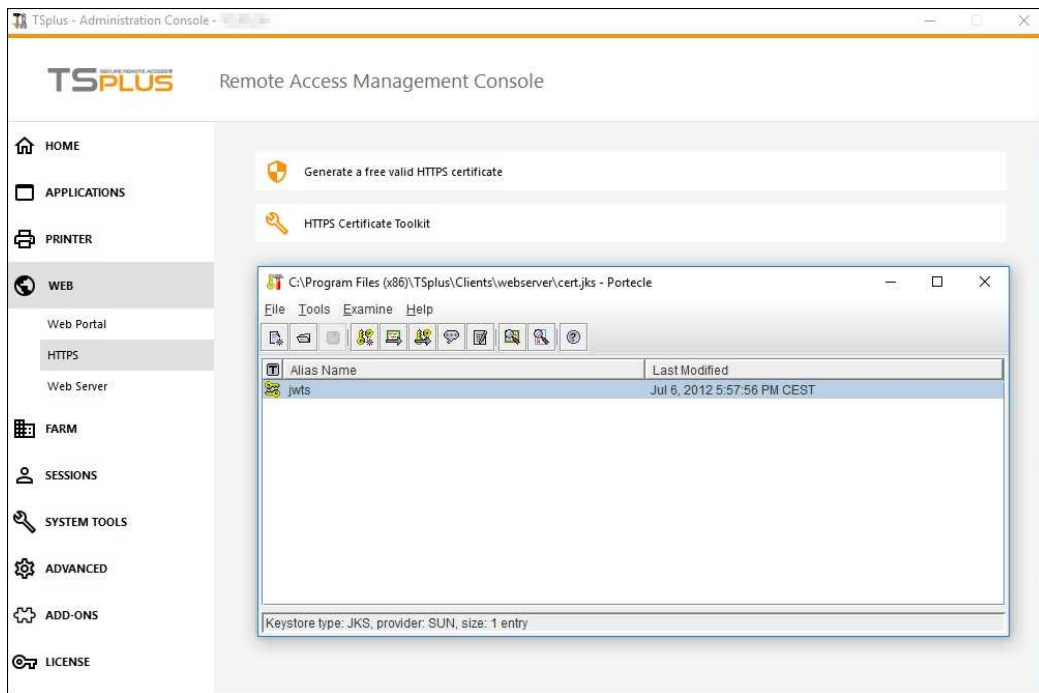 TSplus - Administration Console -
TSPLUS
SECURE REMOTE ACCESS
Remote Access Management Console
HOME
APPLICATIONS
PRINTER
WEB
Web Portal
HTTPS
Web Server
FARM
SESSIONS
SYSTEM TOOLS
ADVANCED
ADD-ONS
LICENSE
Generate a free valid HTTPS certificate
HTTPS Certificate Toolkit
C:\Program Files (x86)\TSplus\Clients\webserver\cert.jks - Portecle
File Tools Examine Help
T Alias Name Last Modified
jwts Jul 6, 2012 5:57:56 PM CEST
Keystore type: JKS, provider: SUN, size: 1 entry